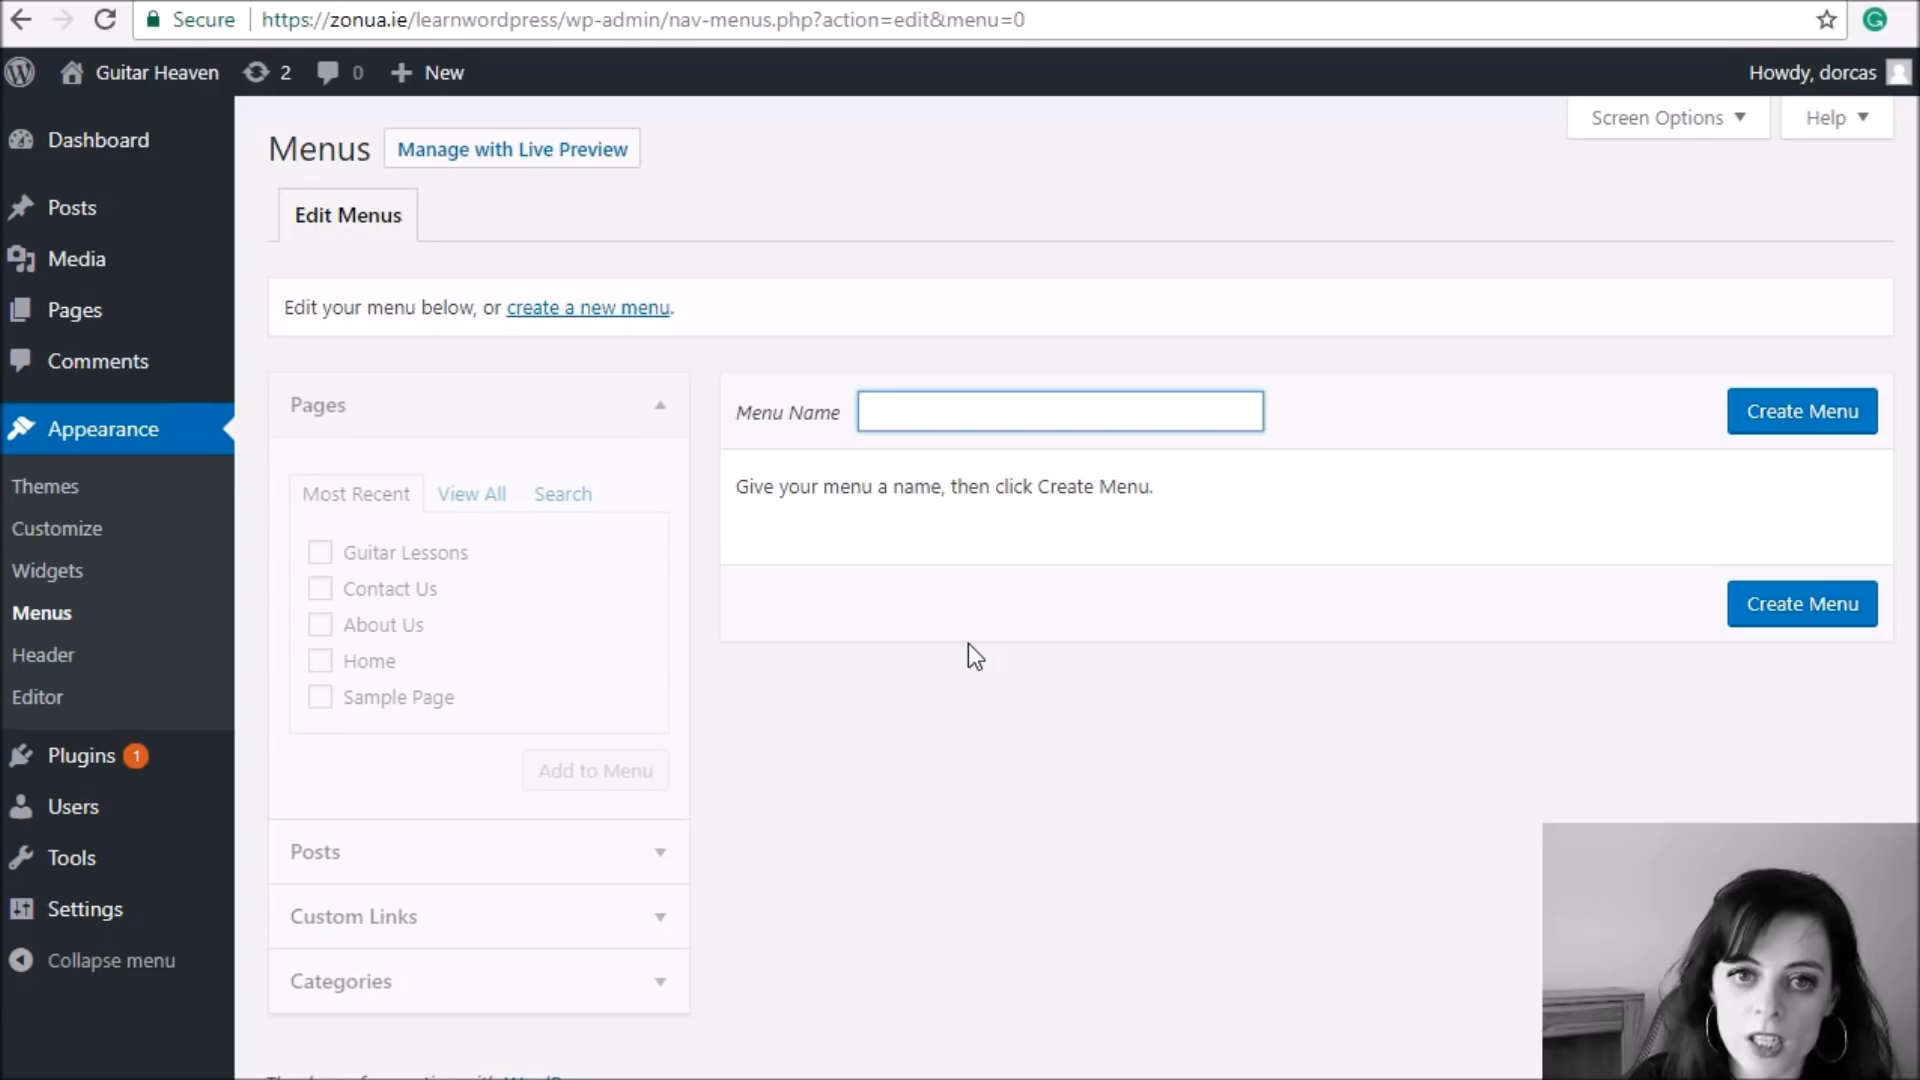 Secure https://zonua.ie/learnwordpress/wp-admin/nav-menus.php?action=edit&menu=0
Guitar Heaven 2 0 New Howdy, dorcas
Screen Options Help
Dashboard
Menus Manage with Live Preview
Posts
Edit Menus
Media
Pages
Edit your menu below, or create a new menu.
Comments
Pages
Menu Name Create Menu
Appearance
Themes
Most Recent View All Search
Give your menu a name, then click Create Menu.
Customize
Guitar Lessons
Widgets
Contact Us
Menus
About Us
Create Menu
Header
Home
Editor
Sample Page
Plugins 1
Add to Menu
Users
Tools
Posts
Settings
Custom Links
Collapse menu
Categories